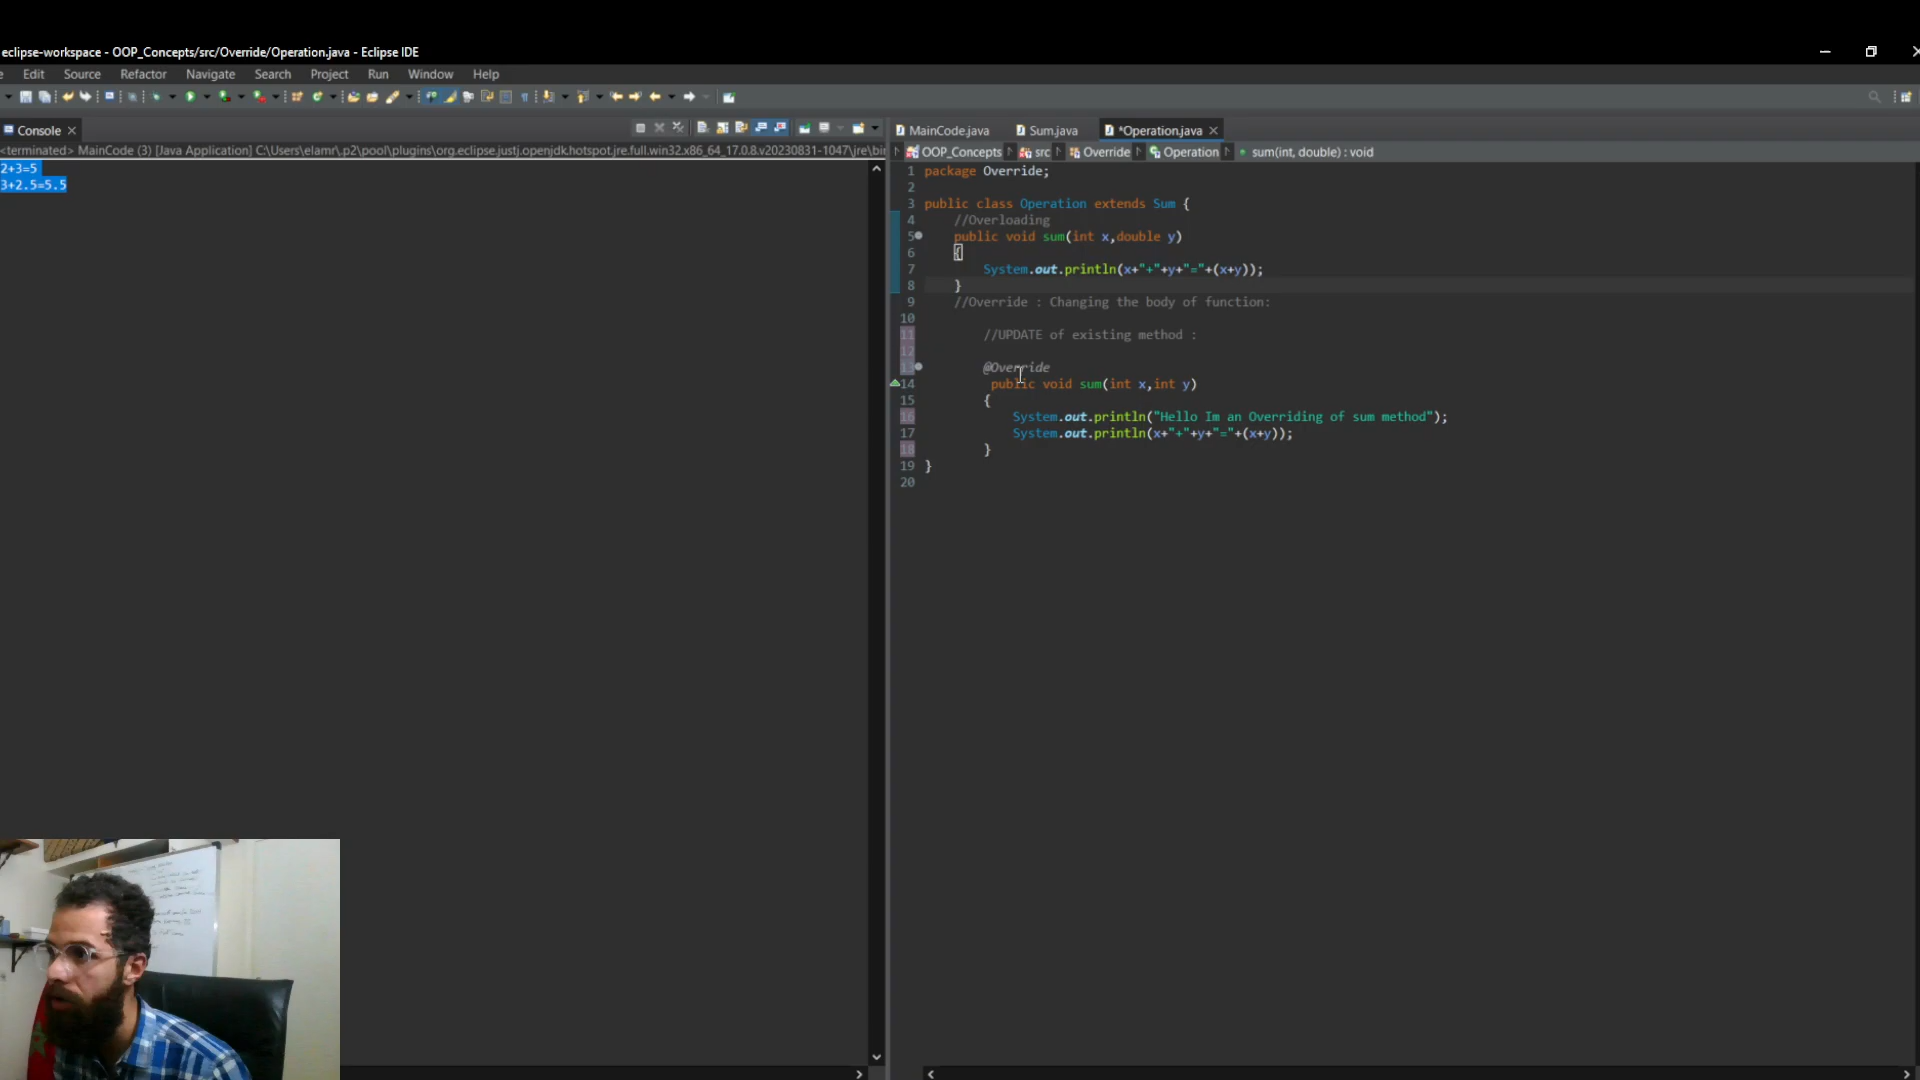 eclipse-workspace - OOP_Concepts/src/Override/Operation.java - Eclipse IDE
e Edit Source Refactor Navigate Search Project Run Window Help
Console
<terminated> MainCode (3) [Java Application] C:\Users\elamr\.p2\pool\plugins\org.eclipse.justj.openjdk.hotspot.jre.full.win32.x86_64_17.0.8.v20230831-1047\jre\bin
2+3=5
3+2.5=5.5
MainCode.java Sum.java *Operation.java
OOP_Concepts src Override Operation sum(int, double) : void
1 package Override;
2
3 public class Operation extends Sum {
4 //Overloading
5 public void sum(int x,double y)
6 {
7 System.out.println(x+"+"+y+"="+(x+y));
8 }
9 //Override : Changing the body of function:
10
11 //UPDATE of existing method :
12
13 @Override
14 public void sum(int x,int y)
15 {
16 System.out.println("Hello Im an Overriding of sum method");
17 System.out.println(x+"+"+y+"="+(x+y));
18 }
19 }
20